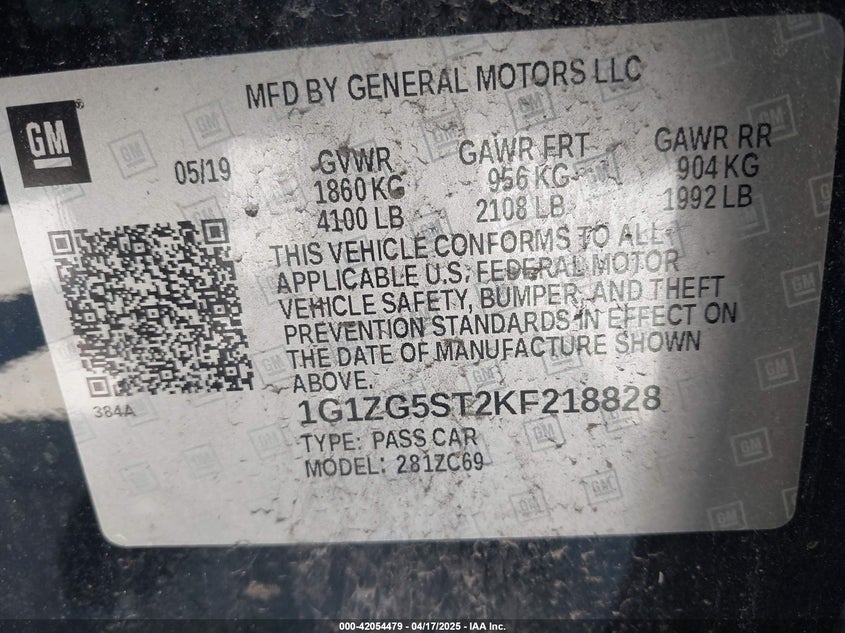 MFD BY GENERAL MOTORS LLC
GM
®
05/19
GVWR
1860 KG
4100 LB
GAWR FRT
956 KG
2108 LB
GAWR RR
904 KG
1992 LB
THIS VEHICLE CONFORMS TO ALL
APPLICABLE U.S. FEDERAL MOTOR
VEHICLE SAFETY, BUMPER, AND THEFT
PREVENTION STANDARDS IN EFFECT ON
THE DATE OF MANUFACTURE SHOWN
ABOVE.
384A
1G1ZG5ST2KF218828
TYPE: PASS CAR
MODEL: 281ZC69
000-42054479 - 04/17/2025 - IAA Inc.